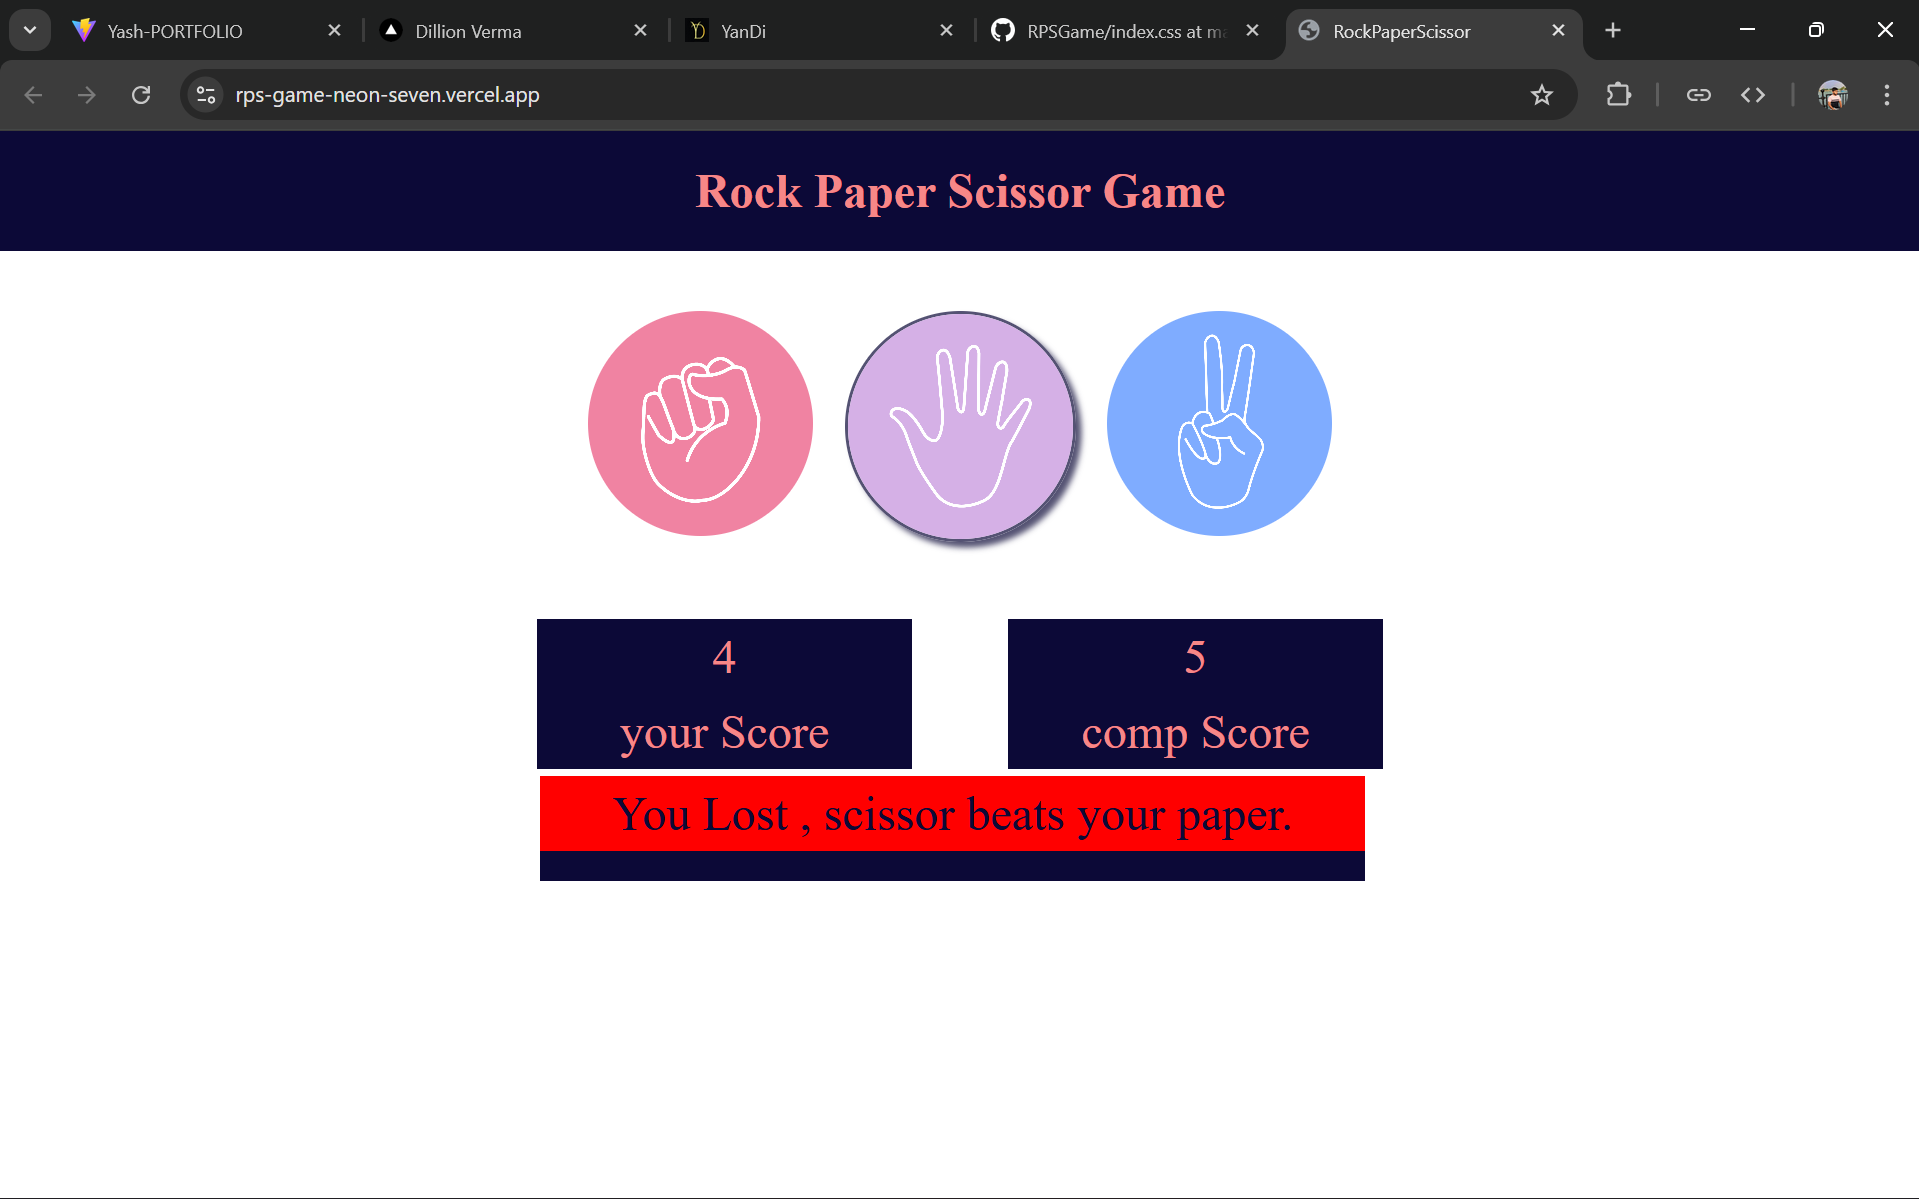 Yash-PORTFOLIO
Dillion Verma
YanDi
RPSGame/index.css at
RockPaperScissor
rps-game-neon-seven.vercel.app
Rock Paper Scissor Game
4
your Score
5
comp Score
You Lost , scissor beats your paper.